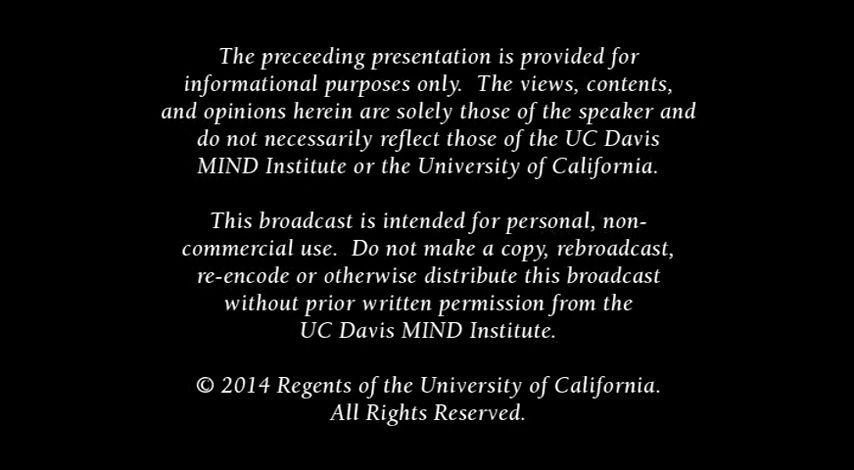 The preceeding presentation is provided for
informational purposes only.  The views, contents,
and opinions herein are solely those of the speaker and
do not necessarily reflect those of the UC Davis
MIND Institute or the University of California.
This broadcast is intended for personal, non-
commercial use.  Do not make a copy, rebroadcast,
re-encode or otherwise distribute this broadcast
without prior written permission from the
UC Davis MIND Institute.
© 2014 Regents of the University of California.
All Rights Reserved.